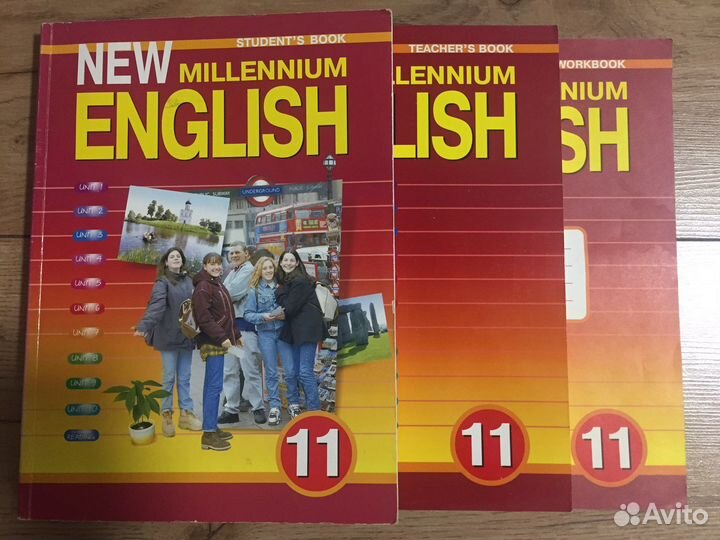 STUDENT'S BOOK
NEW
MILLENNIUM
ENGLISH
UNIT 1
UNIT 2
UNIT 3
UNIT 4
UNIT 5
UNIT 6
UNIT 7
UNIT 8
UNIT 9
UNIT 10
READING
UNDERGROUND
11
TEACHER'S BOOK
LLENNIUM
LISH
11
WORKBOOK
NNIUM
SH
11
Avito